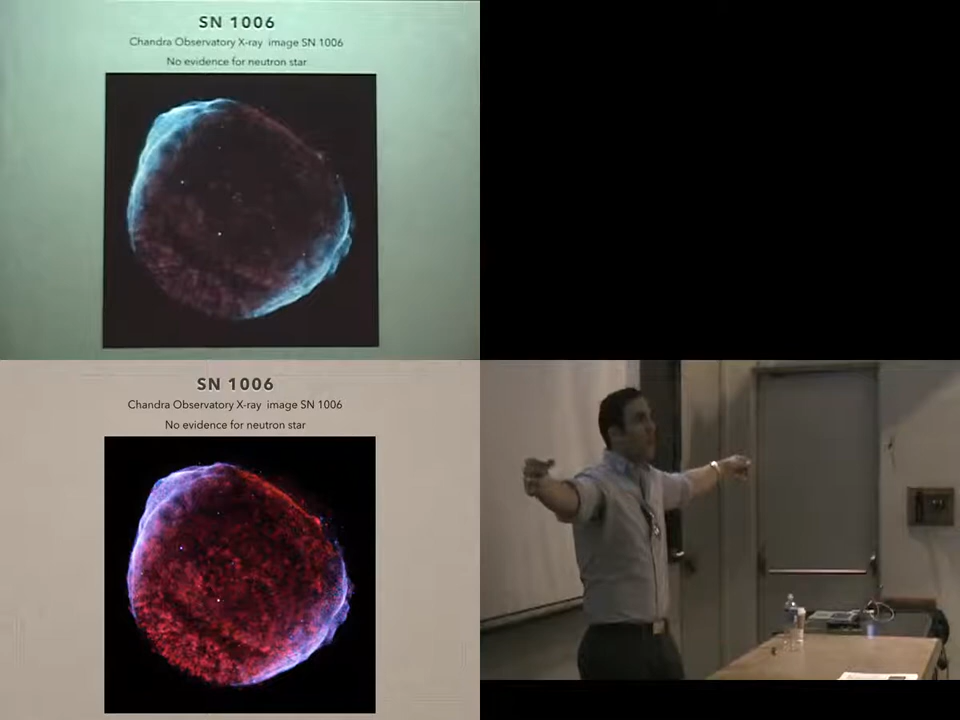 SN 1006
Chandra Observatory X-ray image SN 1006
No evidence for neutron star
SN 1006
Chandra Observatory X-ray image SN 1006
No evidence for neutron star